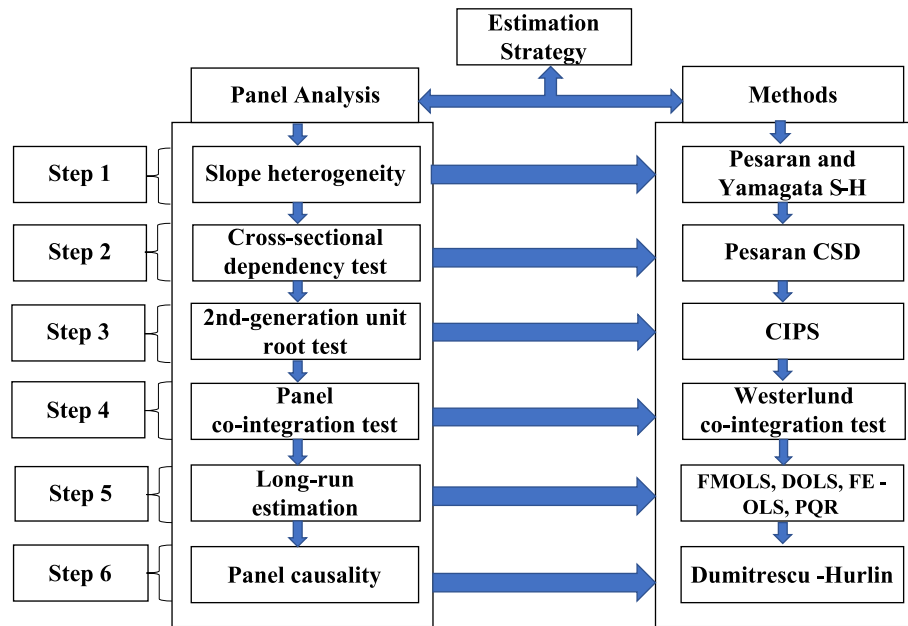 Estimation
Strategy
Panel Analysis
Methods
Step 1
Slope heterogeneity
Pesaran and
Yamagata S-H
Step 2
Cross-sectional
dependency test
Pesaran CSD
Step 3
2nd-generation unit
root test
CIPS
Step 4
Panel
co-integration test
Westerlund
co-integration test
Step 5
Long-run
estimation
FMOLS, DOLS, FE -
OLS, PQR
Step 6
Panel causality
Dumitrescu -Hurlin